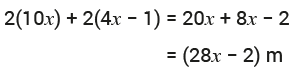 2(10x) + 2(4x − 1) = 20x + 8x − 2
= (28x − 2) m